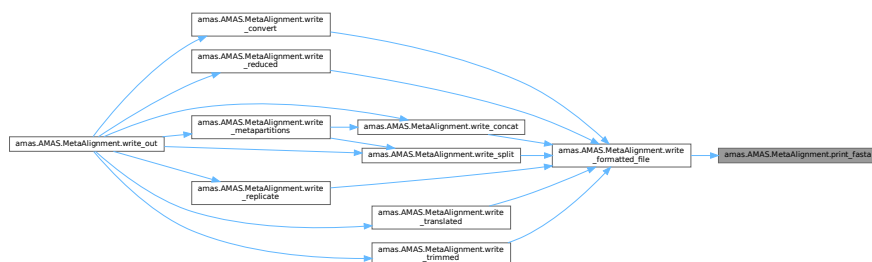 amas.AMAS.MetaAlignment.write
_convert
amas.AMAS.MetaAlignment.write
_reduced
amas.AMAS.MetaAlignment.write
_metapartitions
amas.AMAS.MetaAlignment.write_concat
amas.AMAS.MetaAlignment.write_out
amas.AMAS.MetaAlignment.write_split
amas.AMAS.MetaAlignment.write
_formatted_file
amas.AMAS.MetaAlignment.print_fasta
amas.AMAS.MetaAlignment.write
_replicate
amas.AMAS.MetaAlignment.write
_translated
amas.AMAS.MetaAlignment.write
_trimmed